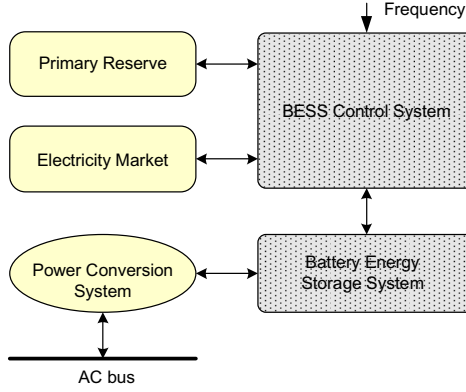 Frequency
Primary Reserve
BESS Control System
Electricity Market
Power Conversion
System
Battery Energy
Storage System
AC bus